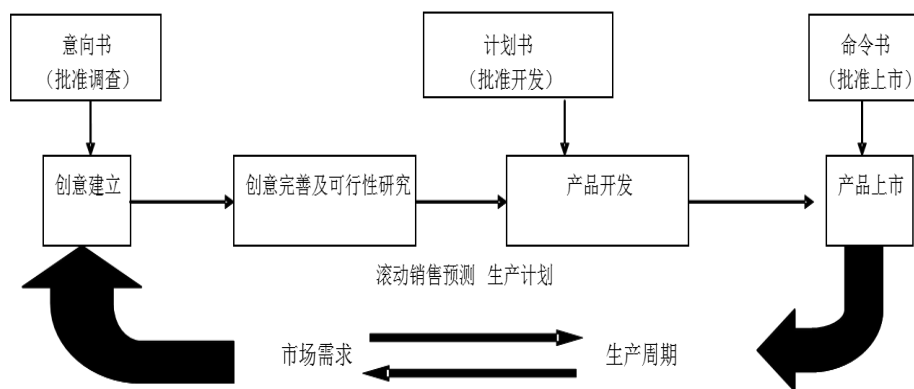 意向书
（批准调查）
计划书
（批准开发）
命令书
（批准上市）
创意建立
创意完善及可行性研究
产品开发
产品上市
滚动销售预测 生产计划
市场需求
生产周期